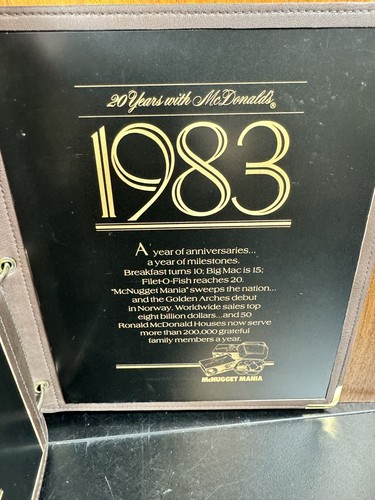 20 Years with McDonald's®
1983
A year of anniversaries...
a year of milestones.
Breakfast turns 10; Big Mac is 15;
Filet-O-Fish reaches 20.
"McNugget Mania" sweeps the nation...
and the Golden Arches debut
in Norway. Worldwide sales top
eight billion dollars...and 50
Ronald McDonald Houses now serve
more than 200,000 grateful
family members a year.
McNUGGET MANIA